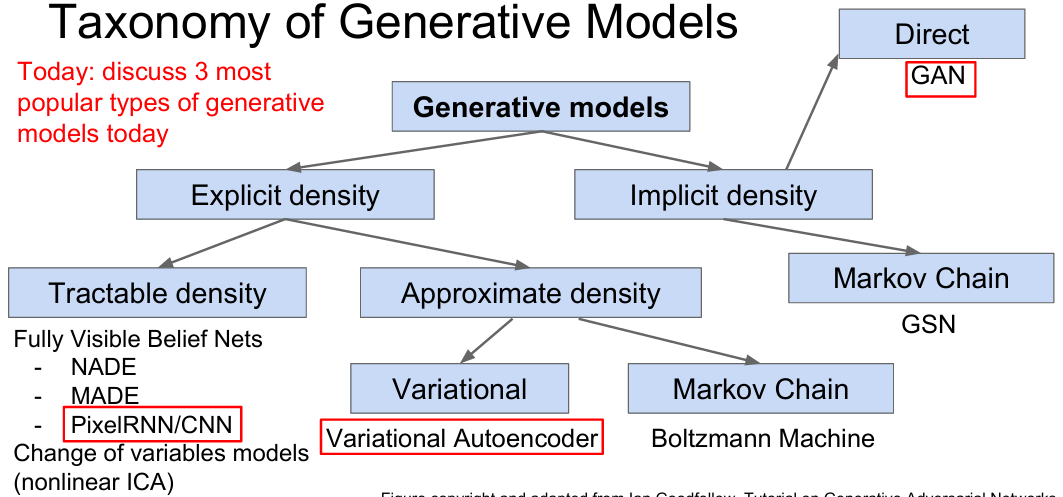 Taxonomy of Generative Models
Today: discuss 3 most
popular types of generative
models today
Direct
GAN
Generative models
Explicit density
Implicit density
Tractable density
Approximate density
Markov Chain
GSN
Fully Visible Belief Nets
- NADE
- MADE
- PixelRNN/CNN
Change of variables models
(nonlinear ICA)
Variational
Variational Autoencoder
Markov Chain
Boltzmann Machine
Figure copyright and adapted from Ian Goodfellow, Tutorial on Generative Adversarial Networks